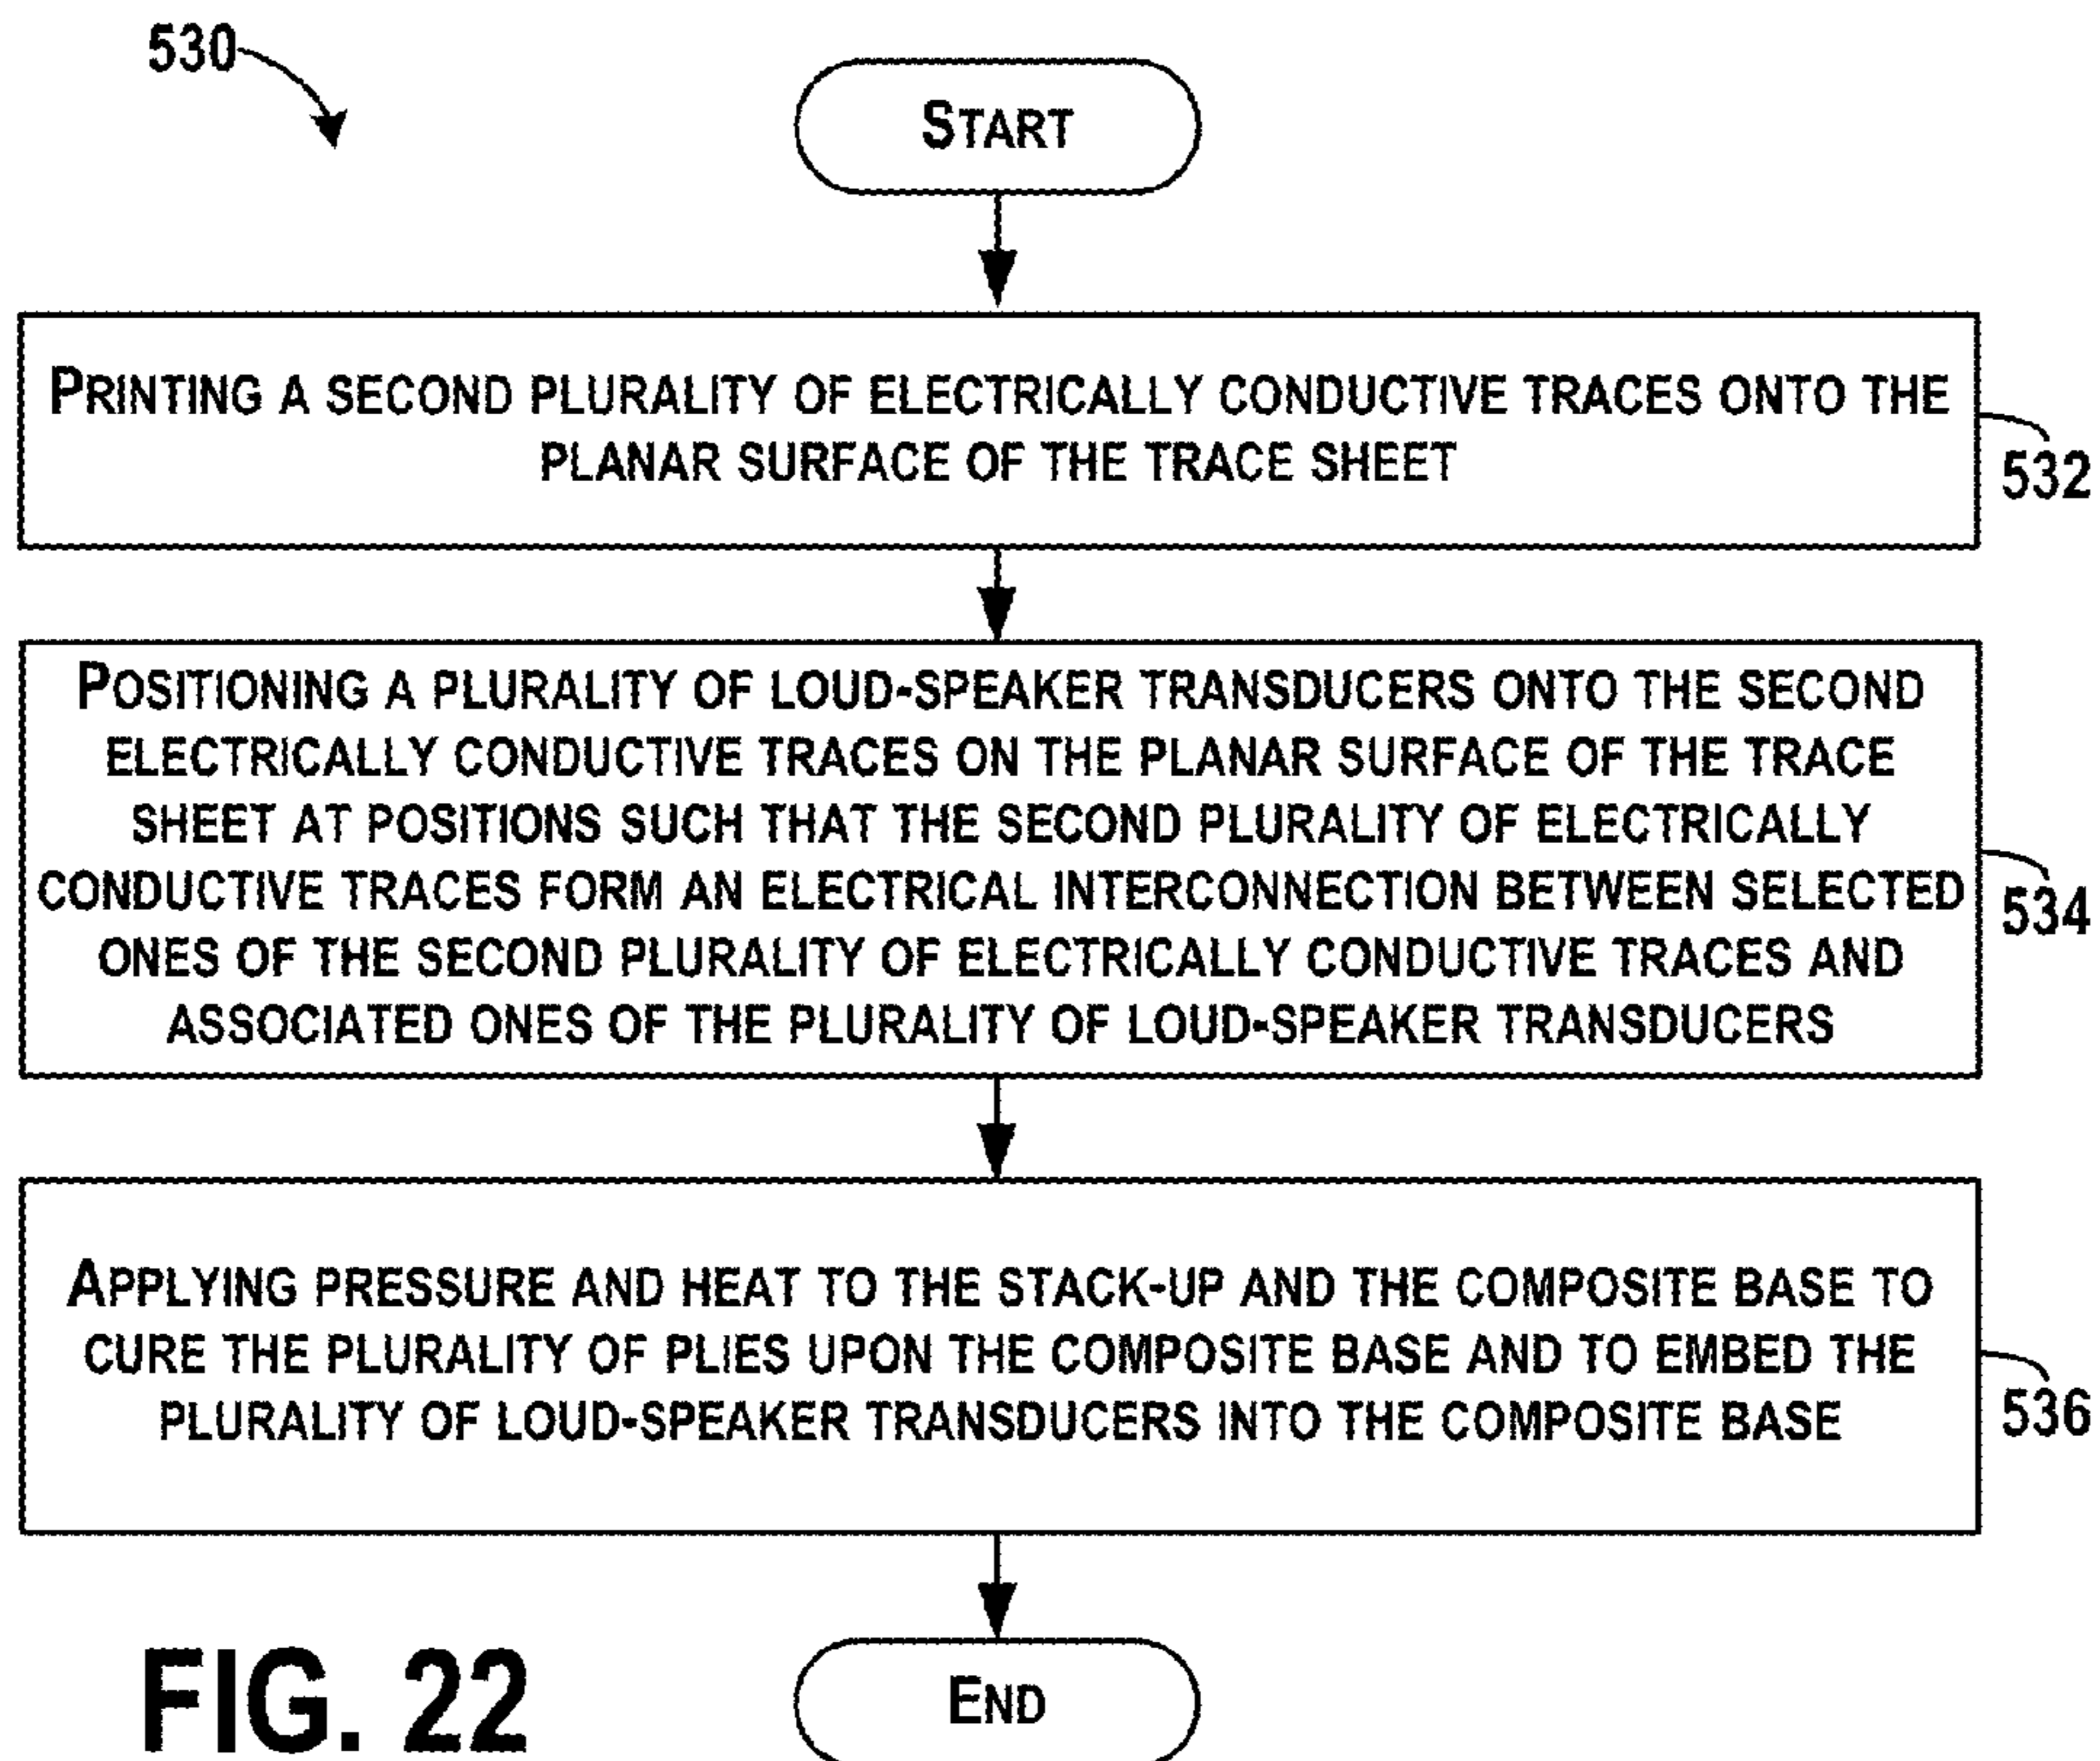 530
START
PRINTING A SECOND PLURALITY OF ELECTRICALLY CONDUCTIVE TRACES ONTO THE
PLANAR SURFACE OF THE TRACE SHEET
532
POSITIONING A PLURALITY OF LOUD-SPEAKER TRANSDUCERS ONTO THE SECOND
ELECTRICALLY CONDUCTIVE TRACES ON THE PLANAR SURFACE OF THE TRACE
SHEET AT POSITIONS SUCH THAT THE SECOND PLURALITY OF ELECTRICALLY
CONDUCTIVE TRACES FORM AN ELECTRICAL INTERCONNECTION BETWEEN SELECTED
ONES OF THE SECOND PLURALITY OF ELECTRICALLY CONDUCTIVE TRACES AND
ASSOCIATED ONES OF THE PLURALITY OF LOUD-SPEAKER TRANSDUCERS
534
APPLYING PRESSURE AND HEAT TO THE STACK-UP AND THE COMPOSITE BASE TO
CURE THE PLURALITY OF PLIES UPON THE COMPOSITE BASE AND TO EMBED THE
PLURALITY OF LOUD-SPEAKER TRANSDUCERS INTO THE COMPOSITE BASE
536
END
FIG. 22